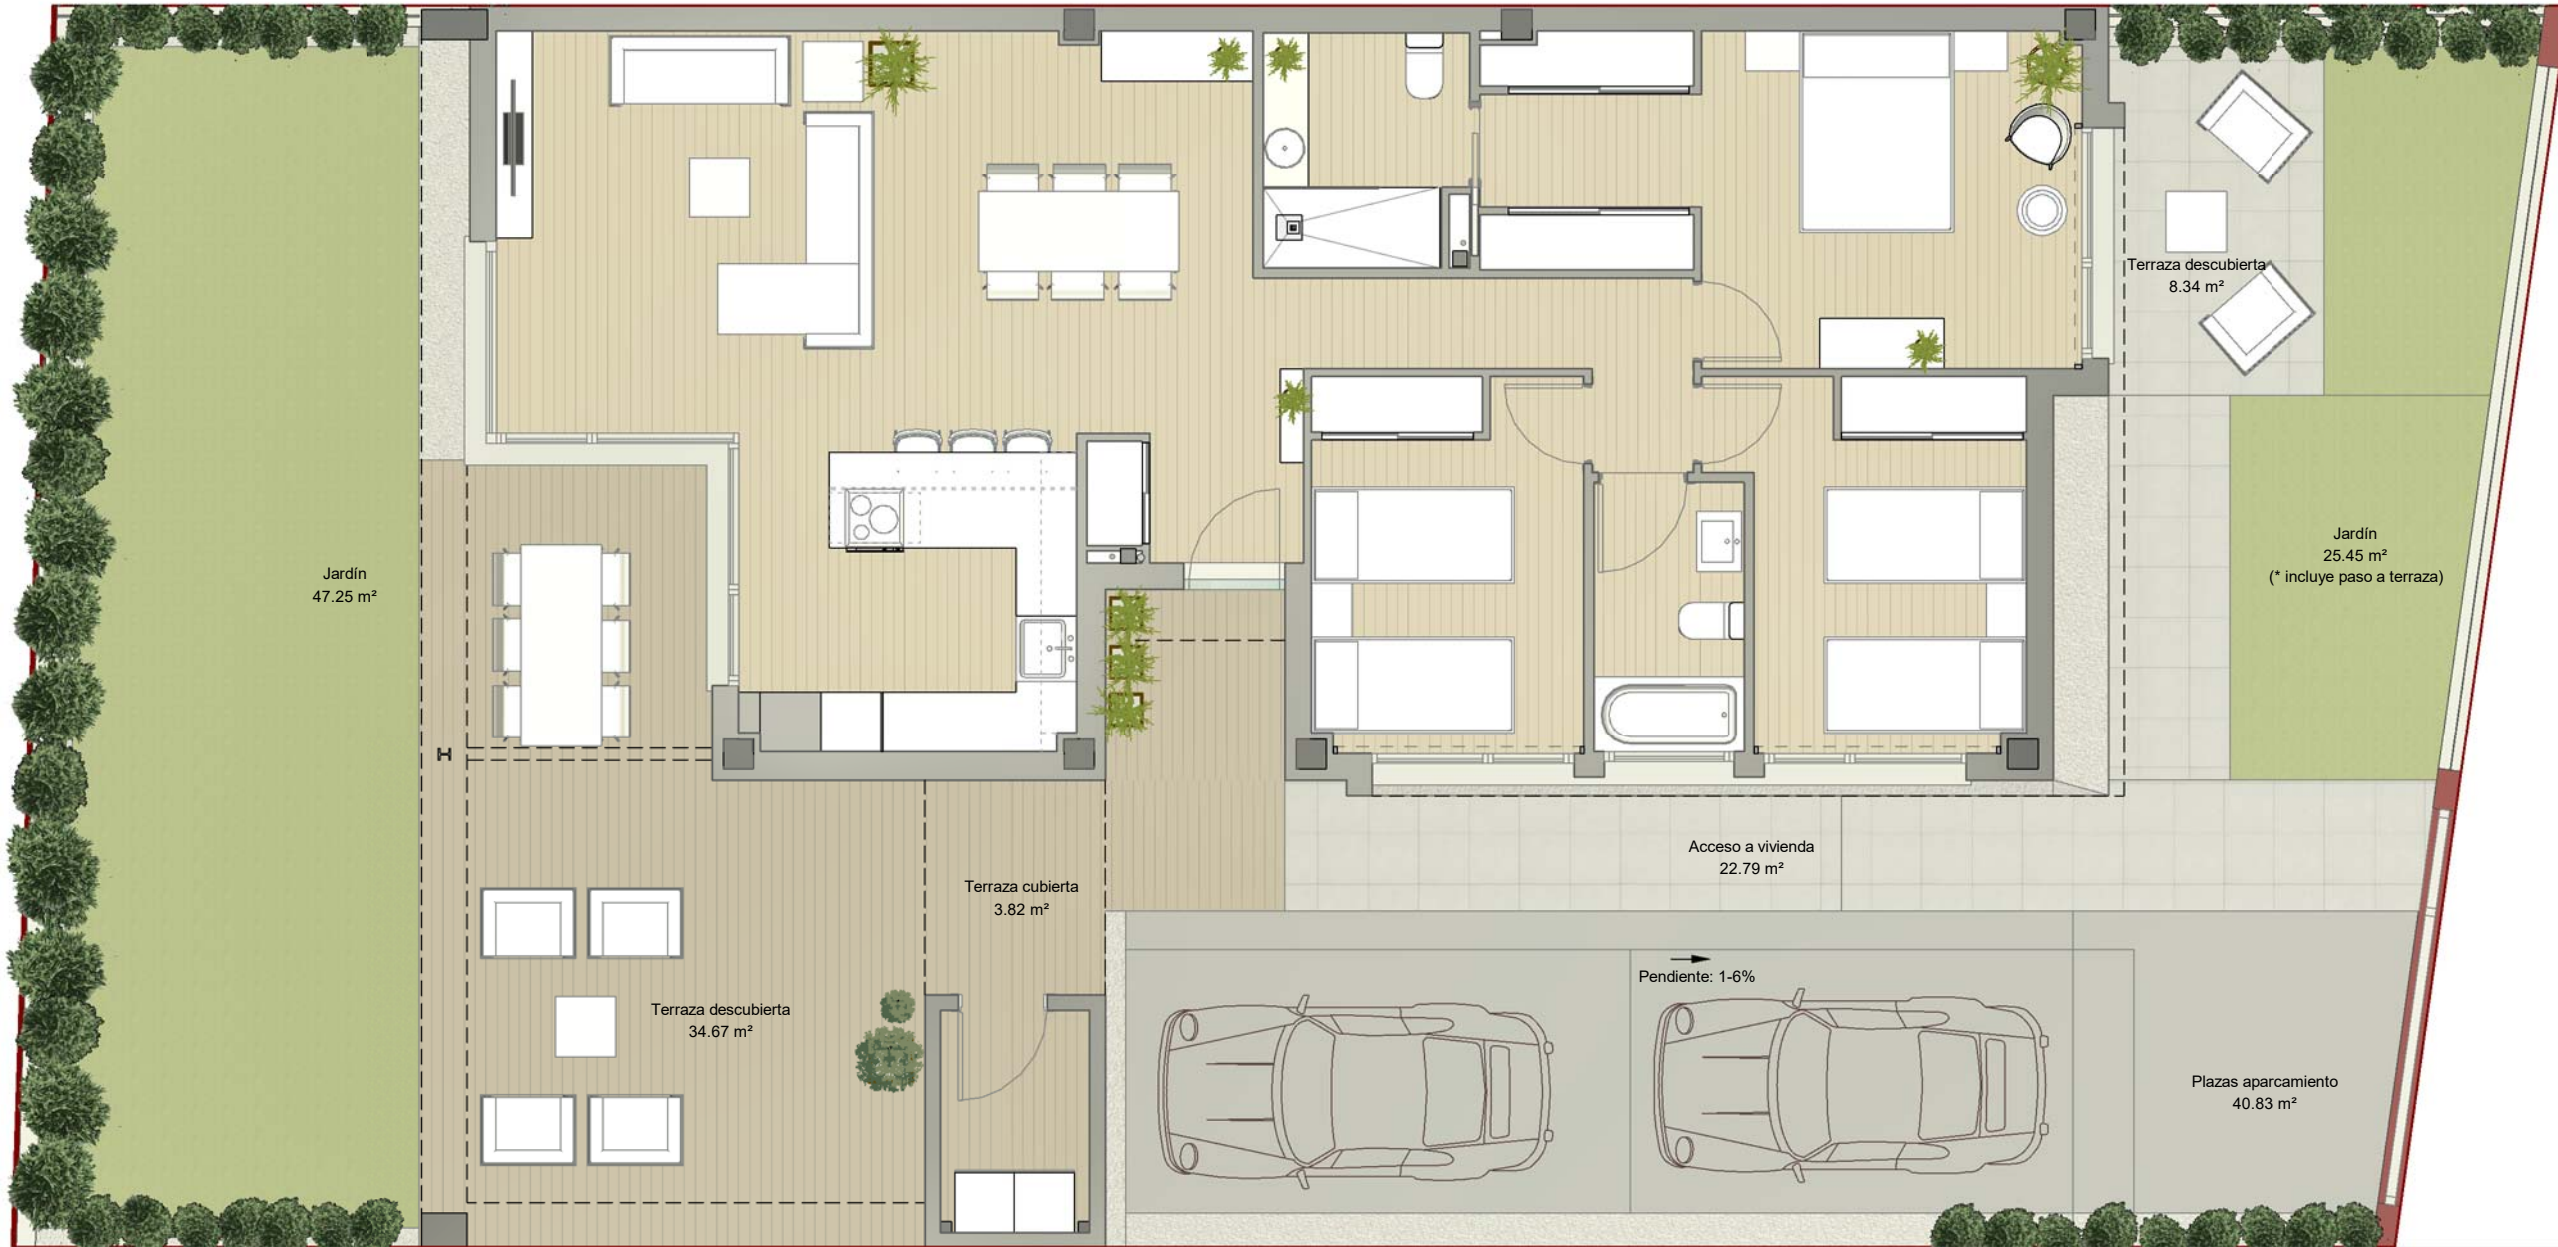 Terraza descubierta
8.34 m²
Jardín
47.25 m²
Jardín
25.45 m²
(* incluye paso a terraza)
Acceso a vivienda
22.79 m²
Terraza cubierta
3.82 m²
Pendiente: 1-6%
Terraza descubierta
34.67 m²
Plazas aparcamiento
40.83 m²